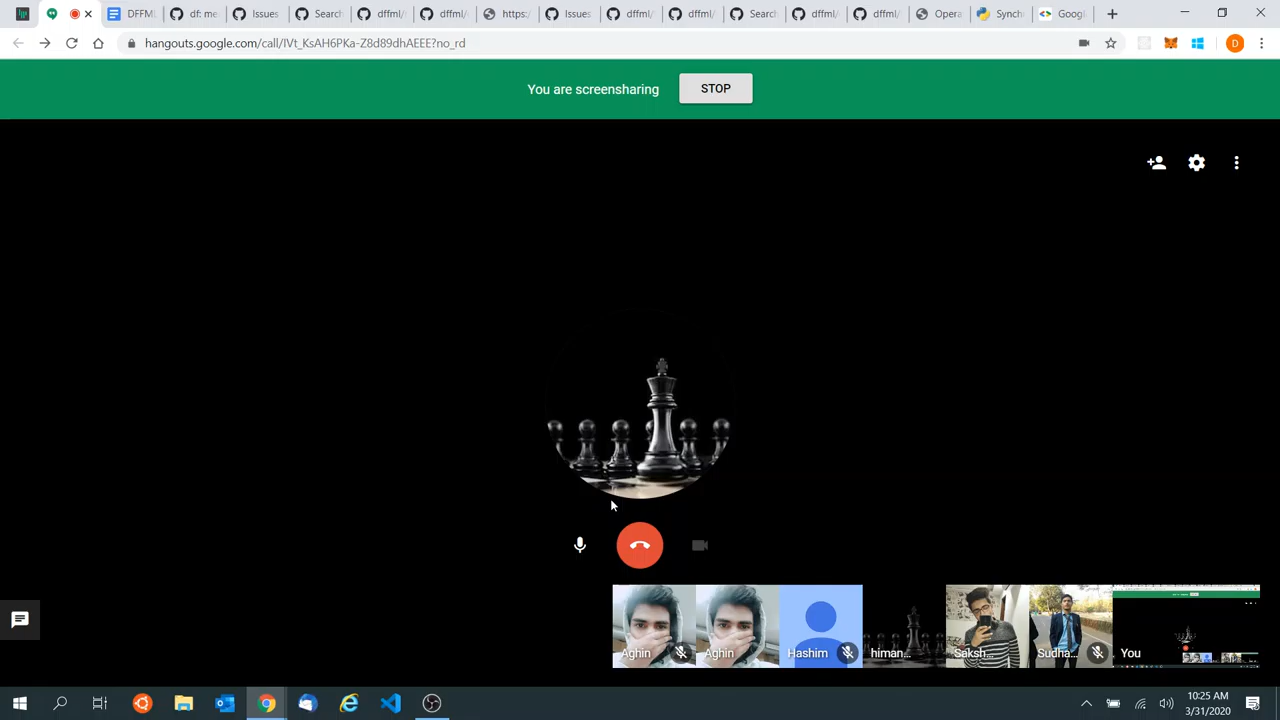 DFFML
df: me
Issues
Search
dffml/
dffml/
https:/
Issues
dffml/
dffml/
Search
dffml/
dffml/
Opera
Synch
Googl
hangouts.google.com/call/IVt_KsAH6PKa-Z8d89dhAEEE?no_rd
D
You are screensharing
STOP
Aghin
Aghin
Hashim
himan...
Saksh...
Sudha...
You
10:25 AM
3/31/2020